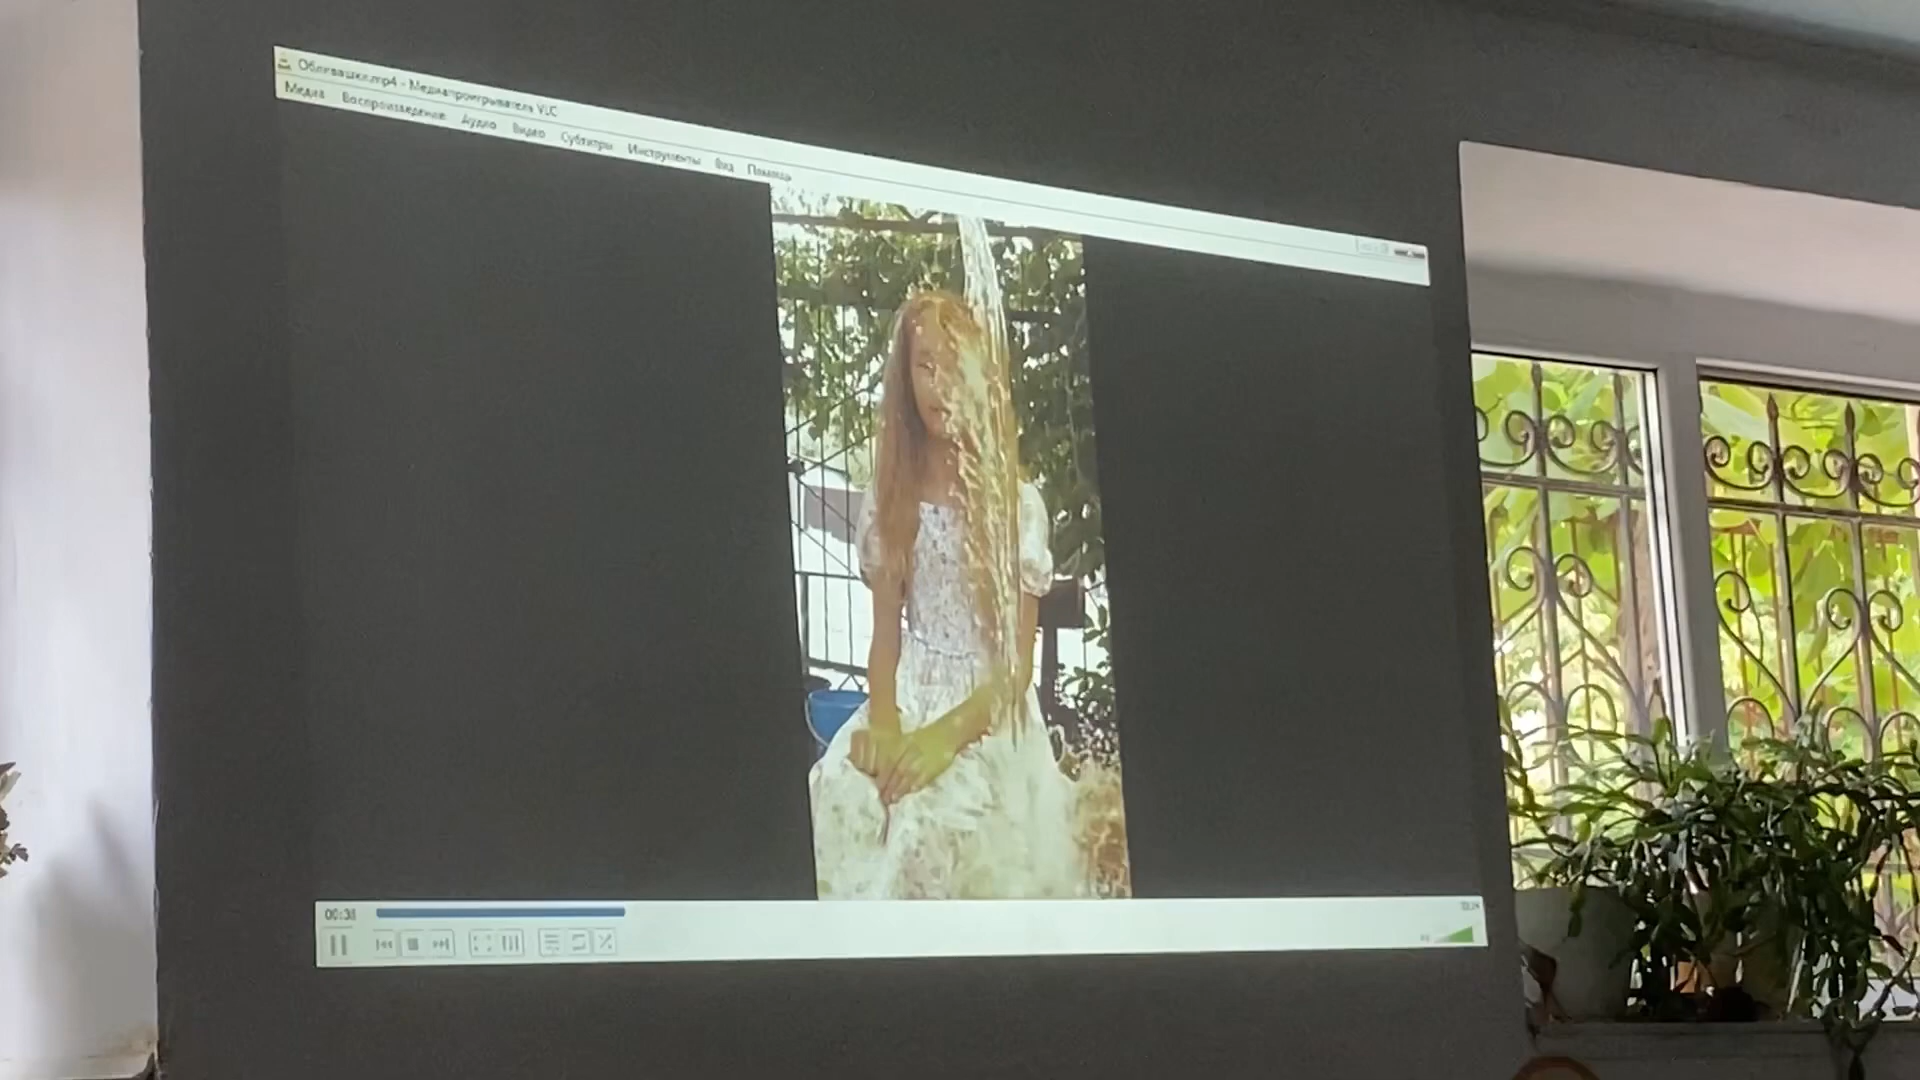 Обливашки.mp4 - Медиапроигрыватель VLC
Медиа Воспроизведение Аудио Видео Субтитры Инструменты Вид Помощь
00:38